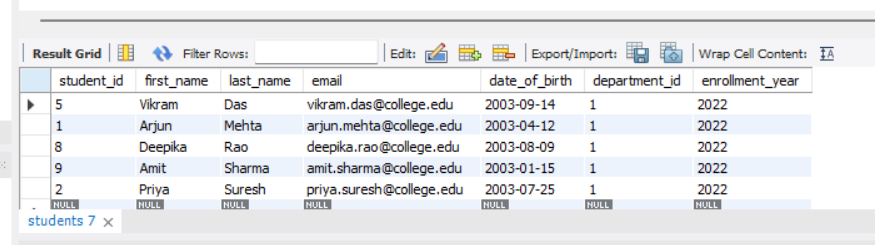 Result Grid Filter Rows: Edit: Export/Import: Wrap Cell Content: IA
student_id first_name last_name email date_of_birth department_id enrollment_year
5 Vikram Das vikram.das@college.edu 2003-09-14 1 2022
1 Arjun Mehta arjun.mehta@college.edu 2003-04-12 1 2022
8 Deepika Rao deepika.rao@college.edu 2003-08-09 1 2022
9 Amit Sharma amit.sharma@college.edu 2003-01-15 1 2022
2 Priya Suresh priya.suresh@college.edu 2003-07-25 1 2022
NULL NULL NULL NULL NULL NULL NULL
students 7